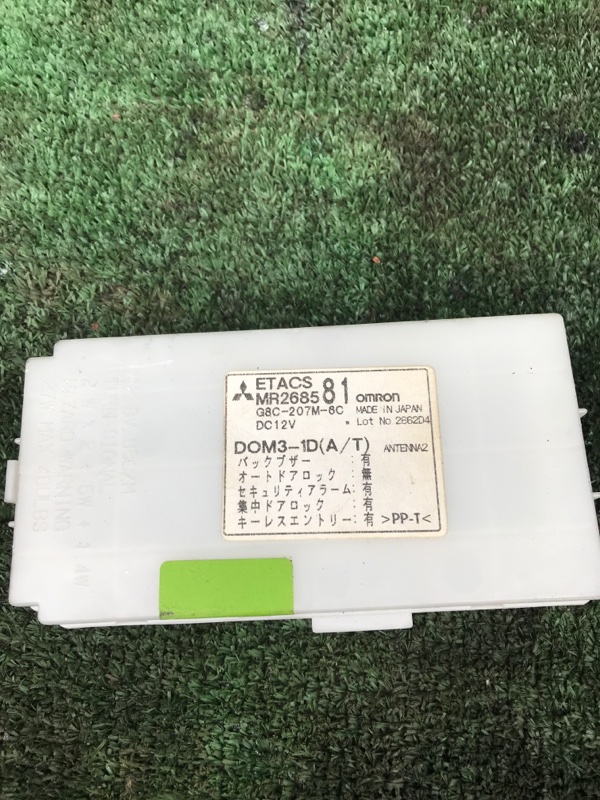 ETACS
MR268581 omron
G8C-207M-6C MADE IN JAPAN
DC12V Lot No 2662D4
DOM3-1D(A/T) ANTENNA2
バックブザー :有
オートドアロック :無
セキュリティアラーム:有
集中ドアロック :有
キーレスエントリー:有 >PP-T<